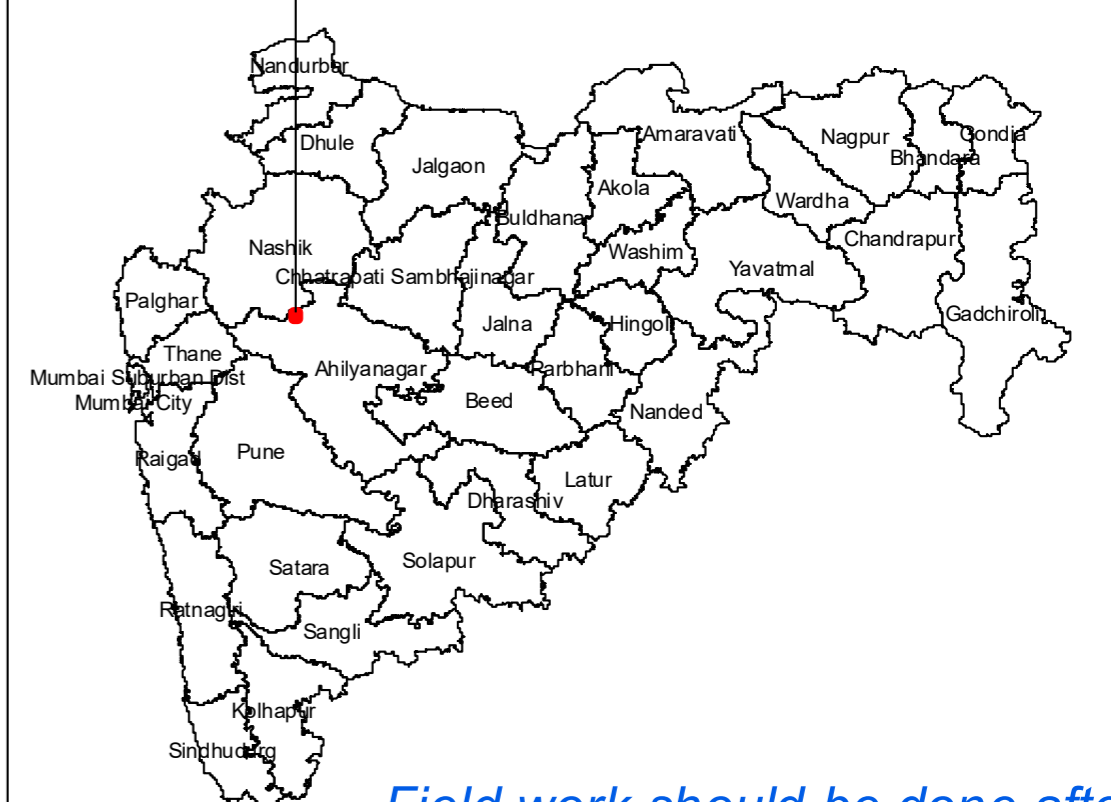 Nandurbar
Dhule
Jalgaon
Amaravati
Nagpur
Gondia
Bhandara
Akola
Wardha
Buldhana
Nashik
Chhatrapati Sambhajinagar
Washim
Yavatmal
Chandrapur
Palghar
Jalna
Hingoli
Gadchiroli
Thane
Ahilyanagar
Parbhani
Mumbai Suburban Dist
Mumbai City
Beed
Nanded
Raigad
Pune
Latur
Dharashiv
Satara
Solapur
Ratnagiri
Sangli
Kolhapur
Sindhudurg
Field work should be done afte